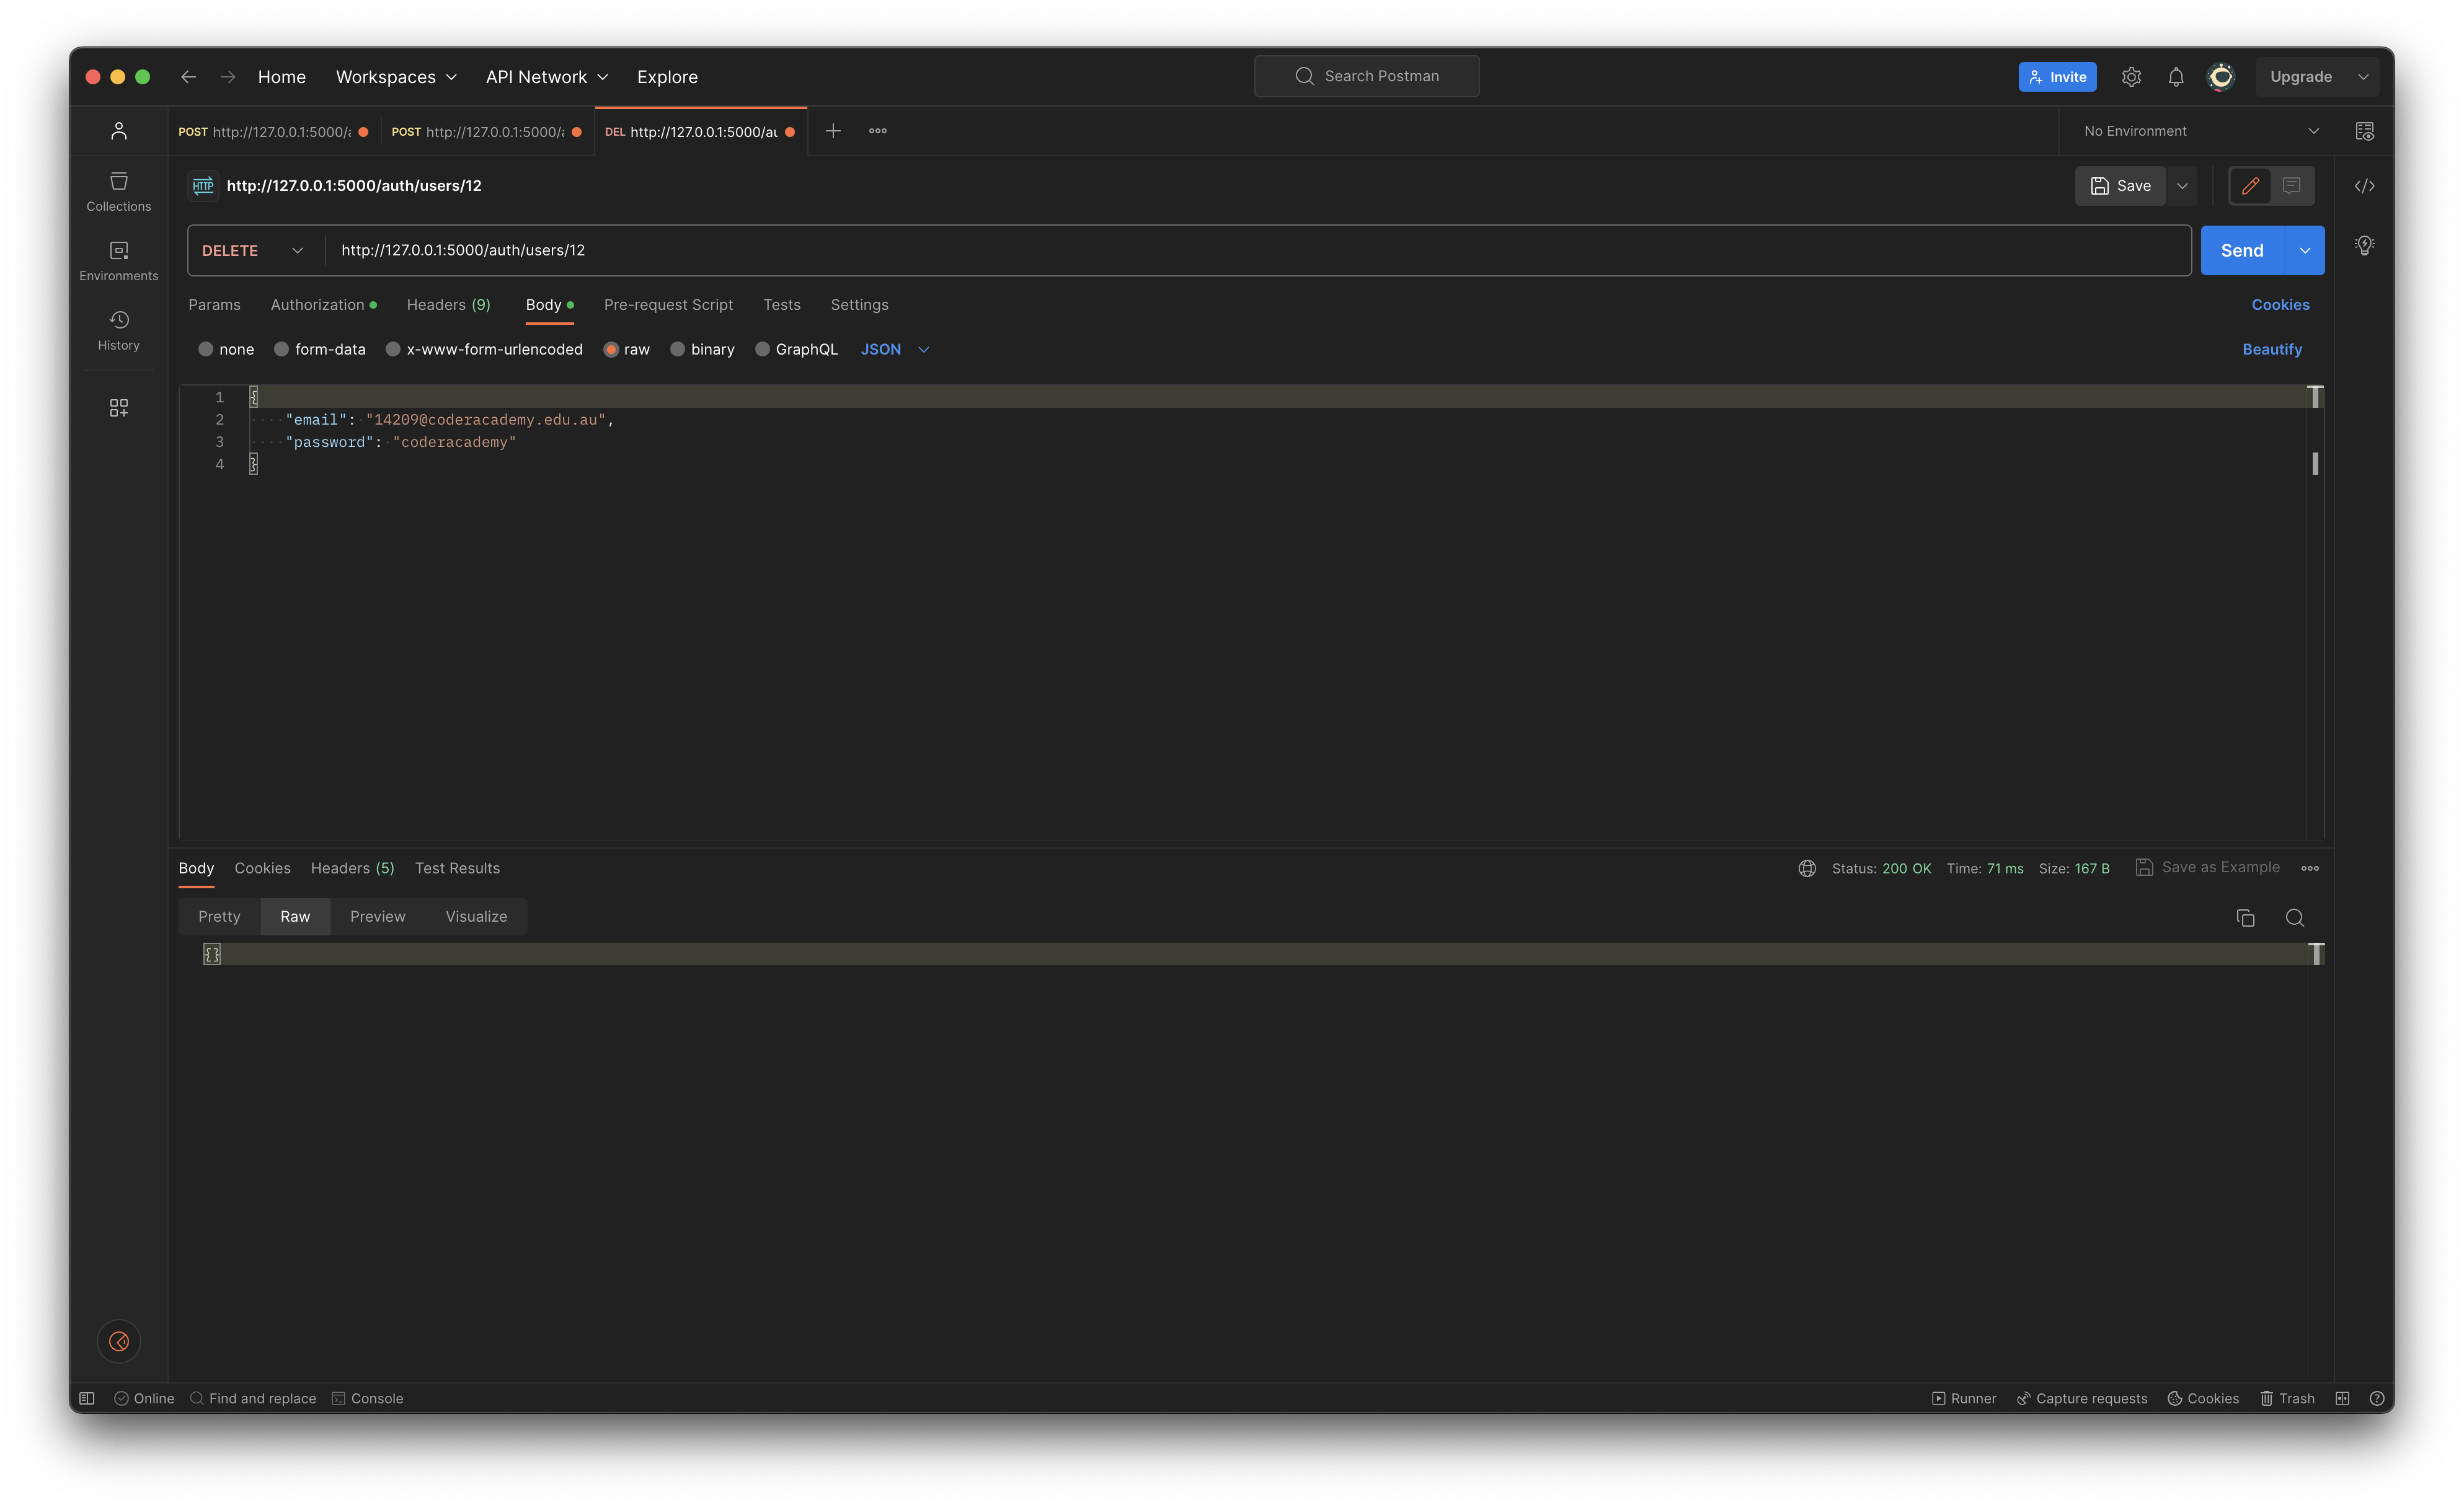 Home Workspaces API Network Explore Search Postman Invite Upgrade
POST http://127.0.0.1:5000/a POST http://127.0.0.1:5000/a DEL http://127.0.0.1:5000/au No Environment
HTTP http://127.0.0.1:5000/auth/users/12 Save
Collections
DELETE http://127.0.0.1:5000/auth/users/12 Send
Environments
Params Authorization Headers (9) Body Pre-request Script Tests Settings Cookies
History
none form-data x-www-form-urlencoded raw binary GraphQL JSON Beautify
1 {
2 "email": "14209@coderacademy.edu.au",
3 "password": "coderacademy"
4 }
Body Cookies Headers (5) Test Results Status: 200 OK Time: 71 ms Size: 167 B Save as Example
Pretty Raw Preview Visualize
{}
Online Find and replace Console Runner Capture requests Cookies Trash